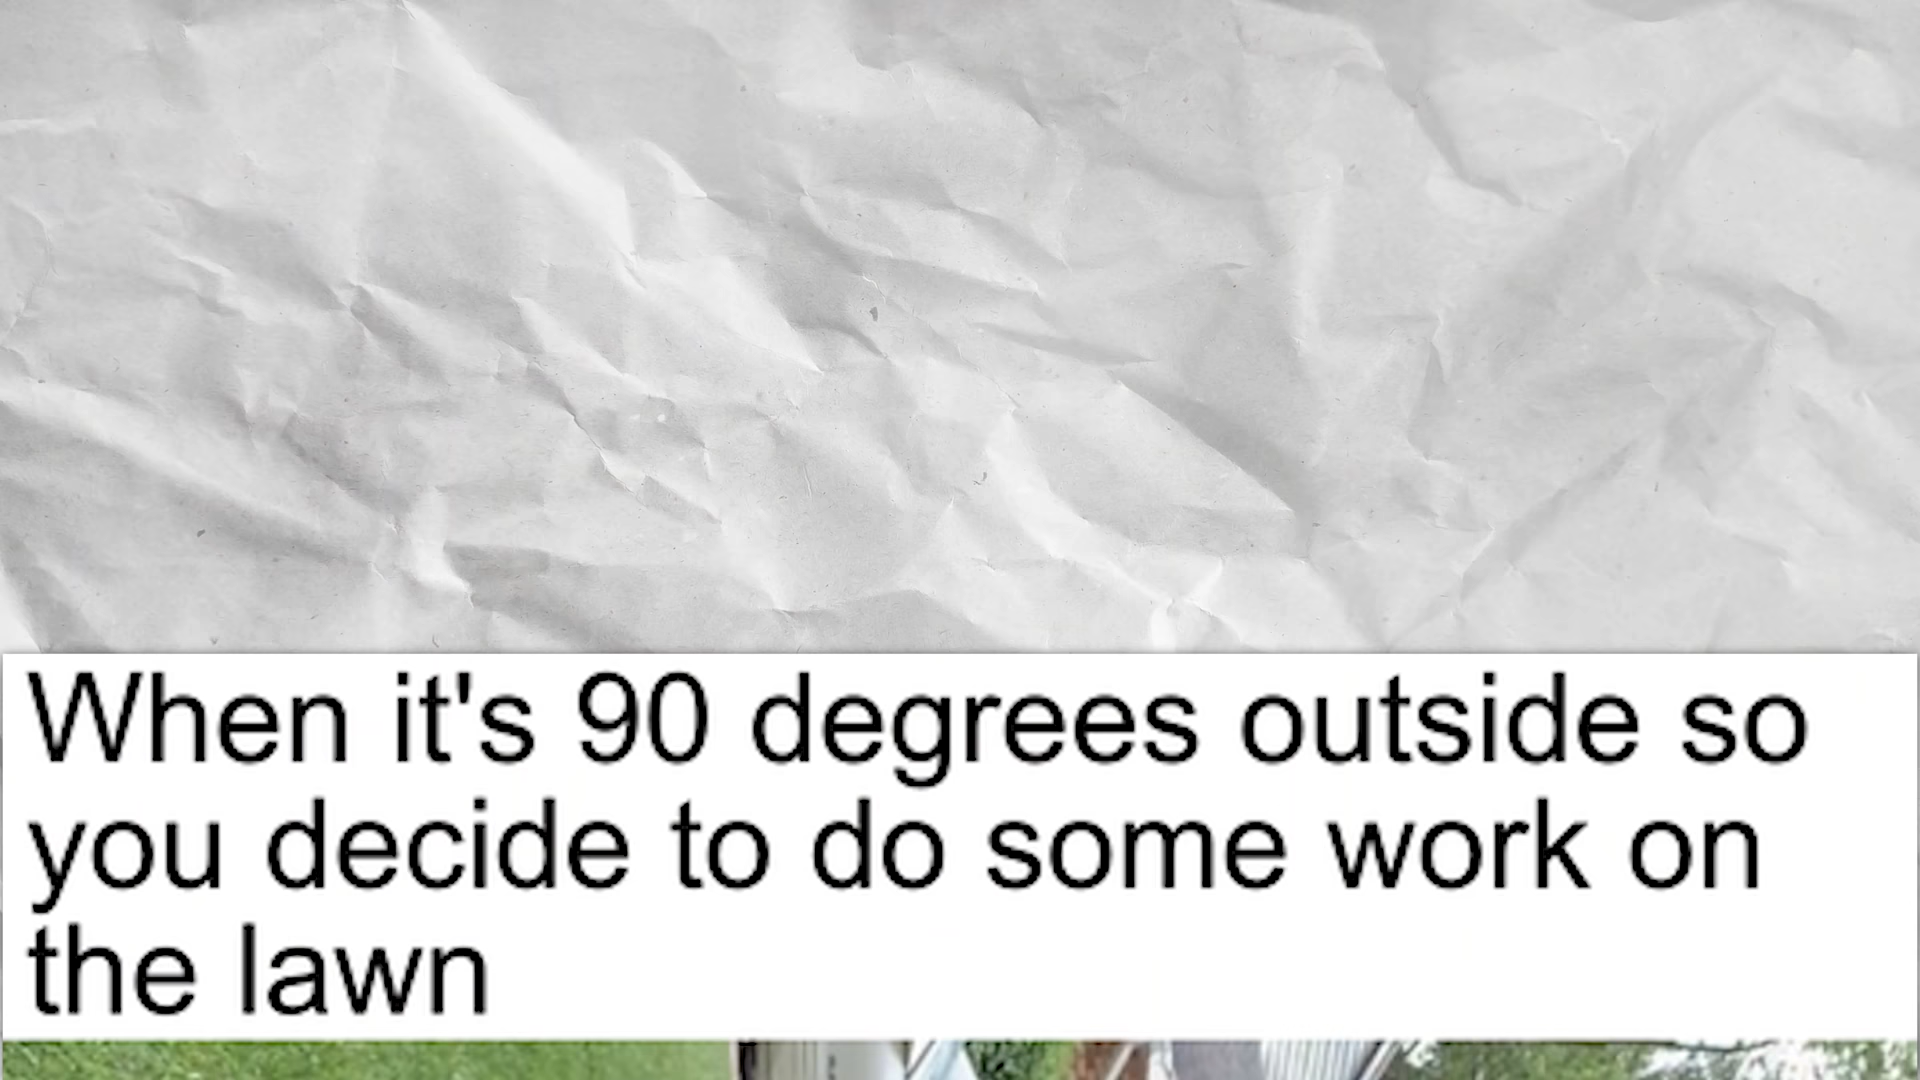 When it's 90 degrees outside so
you decide to do some work on
the lawn